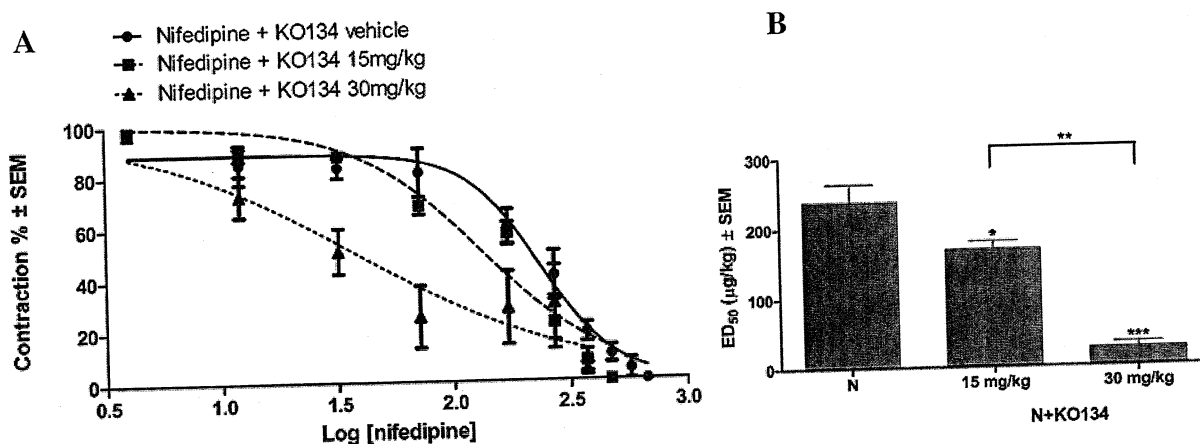 A
Nifedipine + KO134 vehicle
Nifedipine + KO134 15mg/kg
Nifedipine + KO134 30mg/kg
Contraction % ± SEM
100
80
60
40
20
0
0.5
1.0
1.5
2.0
2.5
3.0
Log [nifedipine]
B
**
ED50 (µg/kg) ± SEM
300
200
100
0
*
***
N
15 mg/kg
30 mg/kg
N+KO134